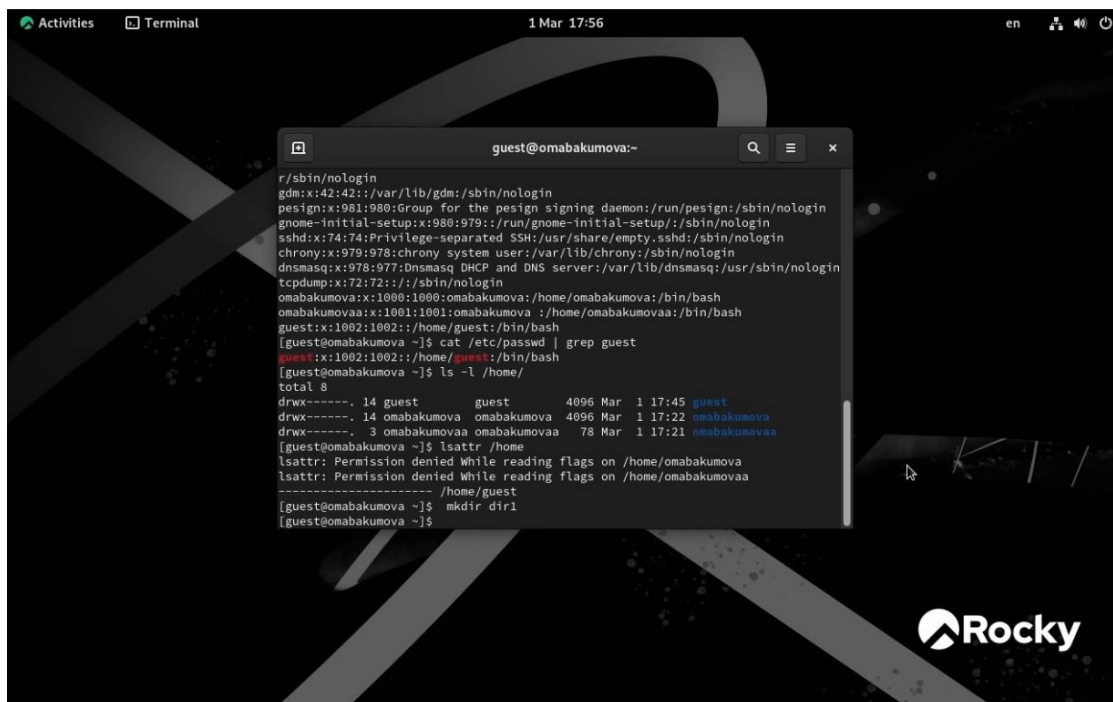 Activities Terminal 1 Mar 17:56 en
guest@omabakumova:~
r/sbin/nologin
gdm:x:42:42::/var/lib/gdm:/sbin/nologin
pesign:x:981:980:Group for the pesign signing daemon:/run/pesign:/sbin/nologin
gnome-initial-setup:x:980:979::/run/gnome-initial-setup/:/sbin/nologin
sshd:x:74:74:Privilege-separated SSH:/usr/share/empty.sshd:/sbin/nologin
chrony:x:979:978:chrony system user:/var/lib/chrony:/sbin/nologin
dnsmasq:x:978:977:Dnsmasq DHCP and DNS server:/var/lib/dnsmasq:/usr/sbin/nologin
tcpdump:x:72:72::/:/sbin/nologin
omabakumova:x:1000:1000:omabakumova:/home/omabakumova:/bin/bash
omabakumovaa:x:1001:1001:omabakumova :/home/omabakumovaa:/bin/bash
guest:x:1002:1002::/home/guest:/bin/bash
[guest@omabakumova ~]$ cat /etc/passwd | grep guest
guest:x:1002:1002::/home/guest:/bin/bash
[guest@omabakumova ~]$ ls -l /home/
total 8
drwx------. 14 guest        guest        4096 Mar  1 17:45 guest
drwx------. 14 omabakumova  omabakumova  4096 Mar  1 17:22 omabakumova
drwx------.  3 omabakumovaa omabakumovaa   78 Mar  1 17:21 omabakumovaa
[guest@omabakumova ~]$ lsattr /home
lsattr: Permission denied While reading flags on /home/omabakumova
lsattr: Permission denied While reading flags on /home/omabakumovaa
---------------------- /home/guest
[guest@omabakumova ~]$  mkdir dir1
[guest@omabakumova ~]$
Rocky